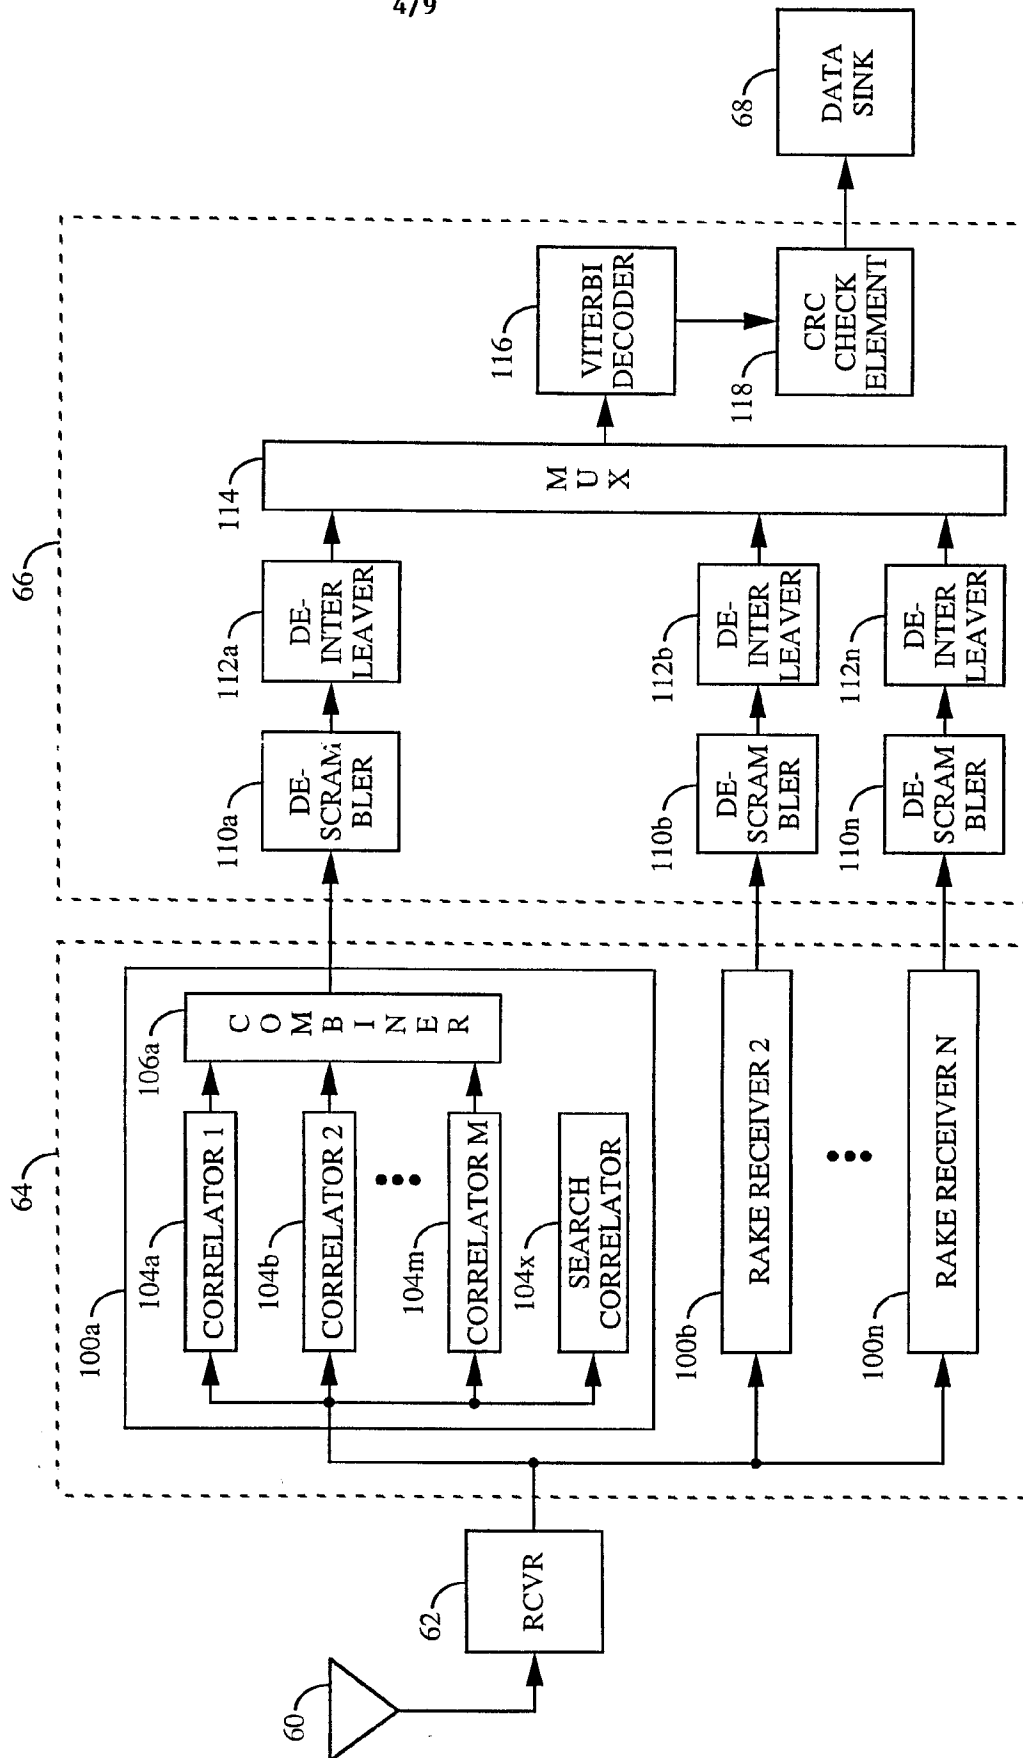 4/9
60
62
RCVR
64
100a
104a
CORRELATOR 1
104b
CORRELATOR 2
104m
CORRELATOR M
104x
SEARCH
CORRELATOR
106a
C
O
M
B
I
N
E
R
100b
RAKE RECEIVER 2
100n
RAKE RECEIVER N
66
110a
DE-
SCRAM
BLER
112a
DE-
INTER
LEAVER
110b
DE-
SCRAM
BLER
112b
DE-
INTER
LEAVER
110n
DE-
SCRAM
BLER
112n
DE-
INTER
LEAVER
114
M
U
X
116
VITERBI
DECODER
118
CRC
CHECK
ELEMENT
68
DATA
SINK